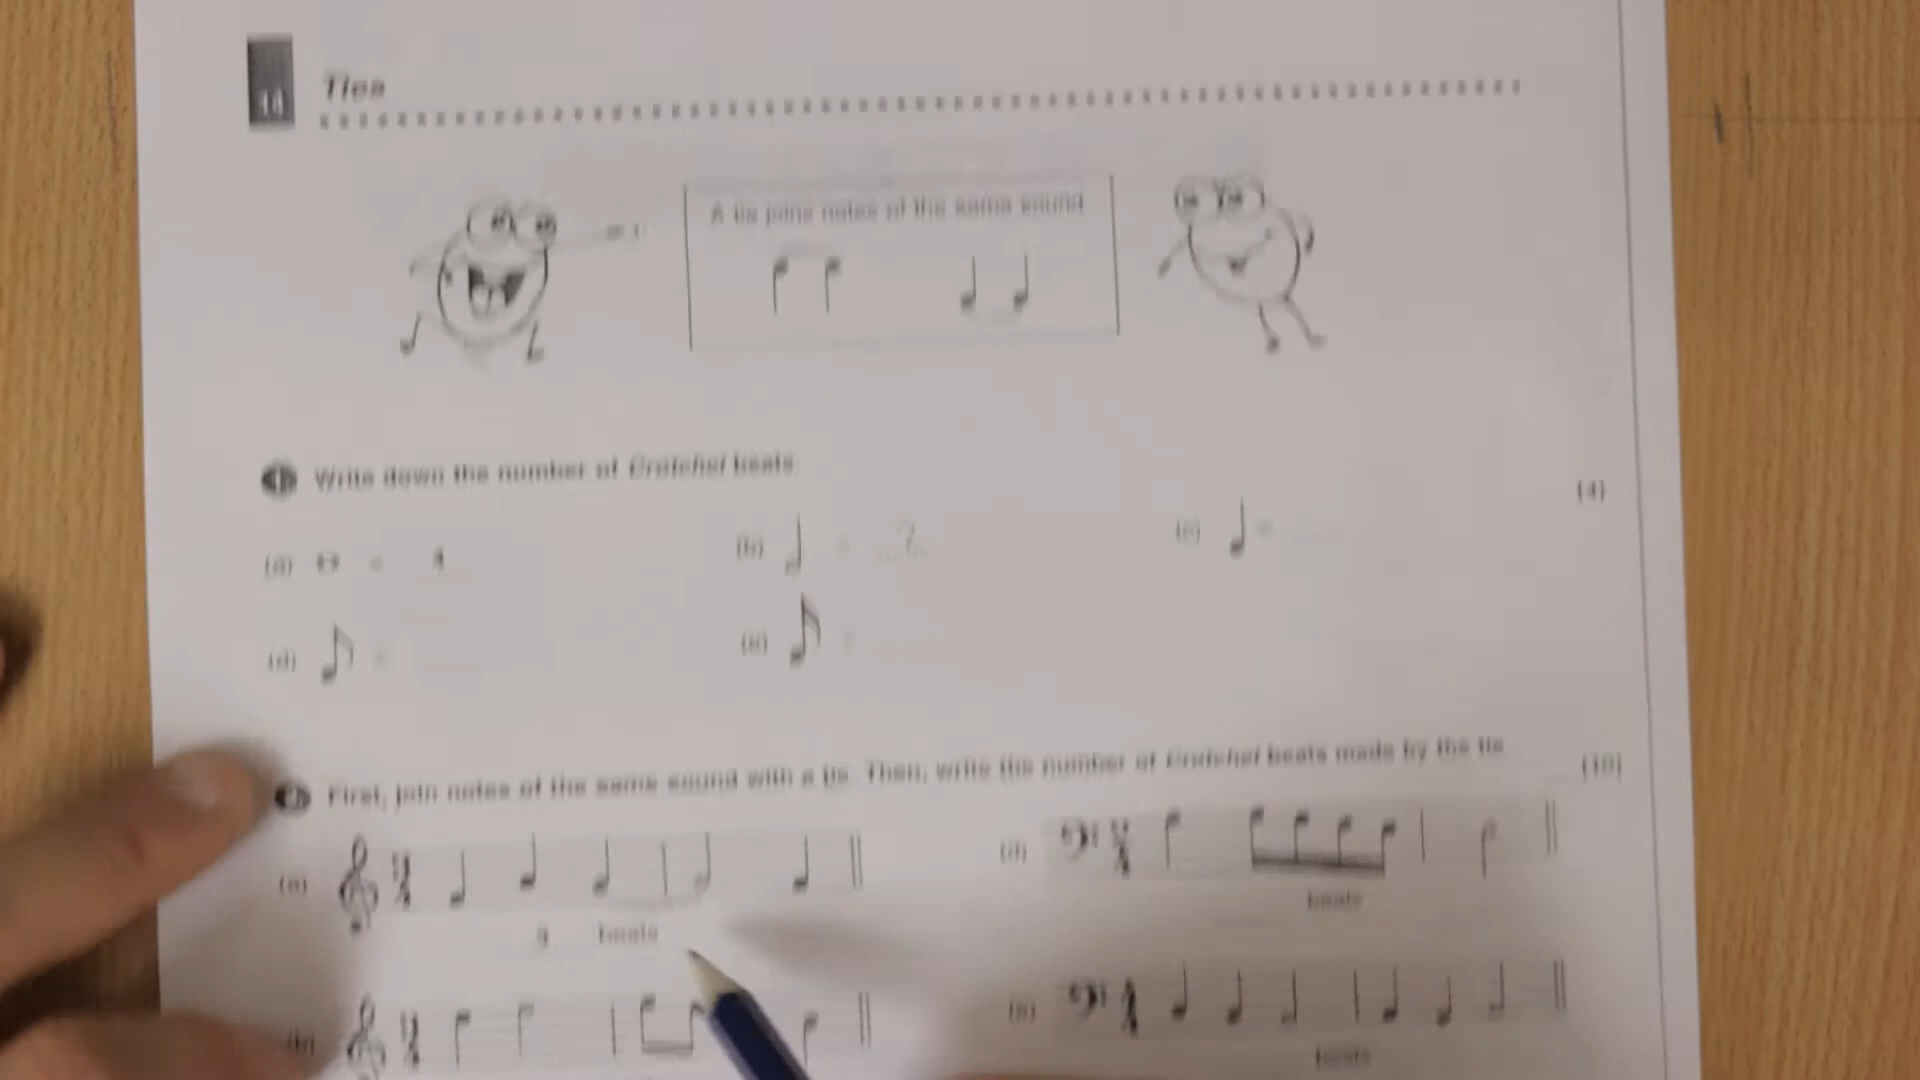 14
Ties
A tie joins notes of the same sound
1 Write down the number of Crotchet beats
(4)
(a) = 4
(b) = 2
(c) =
(d) =
(e) =
First, join notes of the same sound with a tie. Then, write the number of Crotchet beats made by the tie
(10)
(a)
3 beats
(d)
beats
(b)
(e)
beats